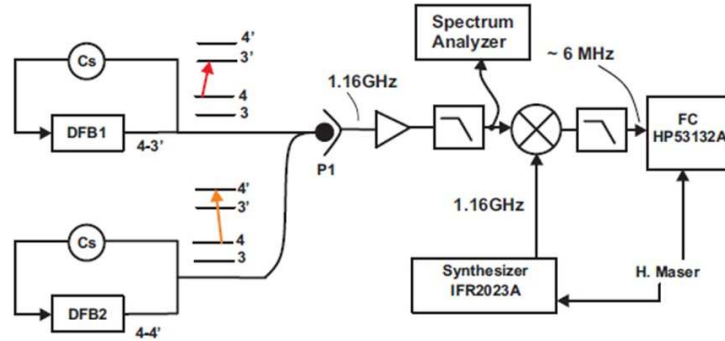 Cs
DFB1
4-3'
4'
3'
4
3
Cs
DFB2
4-4'
4'
3'
4
3
P1
1.16GHz
Spectrum
Analyzer
~ 6 MHz
FC
HP53132A
1.16GHz
Synthesizer
IFR2023A
H. Maser